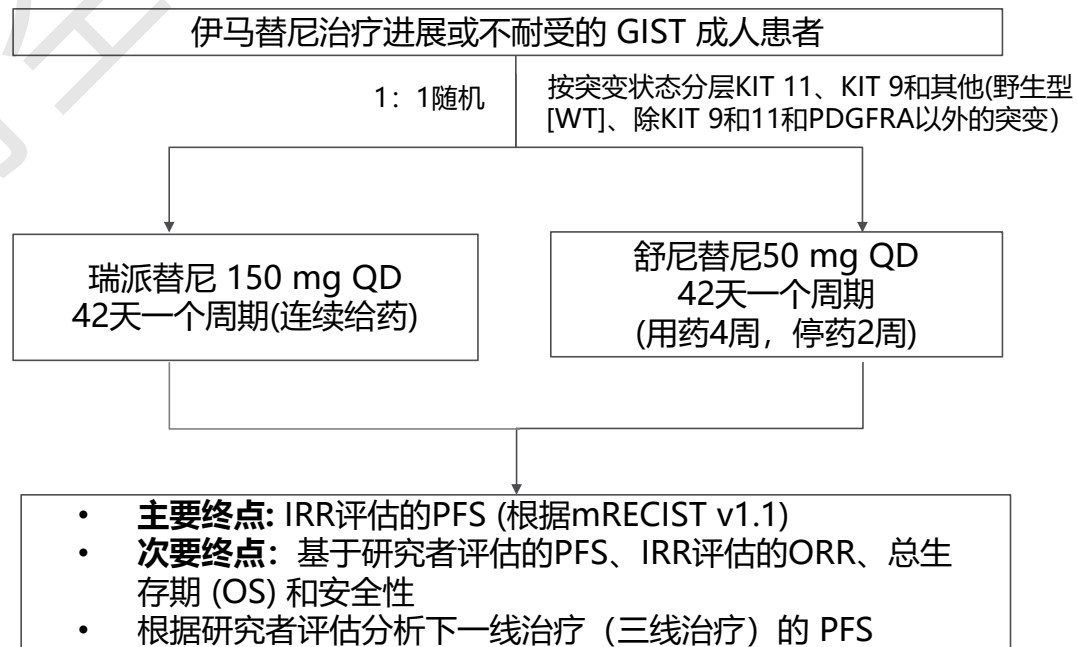 伊马替尼治疗进展或不耐受的 GIST 成人患者
1：1随机
按突变状态分层KIT 11、KIT 9和其他(野生型
[WT]、除KIT 9和11和PDGFRA以外的突变）
瑞派替尼 150 mg QD
42天一个周期(连续给药)
舒尼替尼50 mg QD
42天一个周期
(用药4周，停药2周)
• 主要终点: IRR评估的PFS (根据mRECIST v1.1)
• 次要终点：基于研究者评估的PFS、IRR评估的ORR、总生
存期 (OS) 和安全性
• 根据研究者评估分析下一线治疗（三线治疗）的 PFS